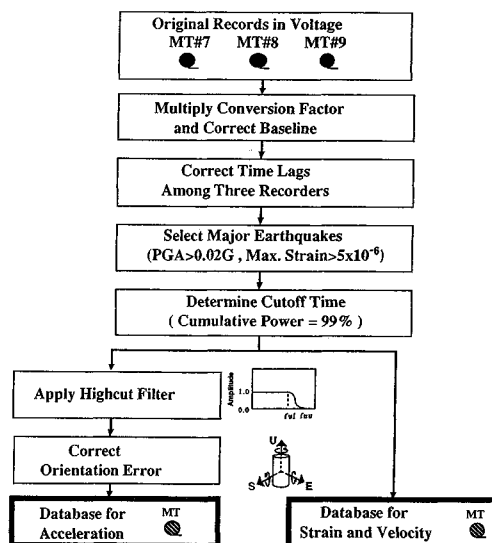 Original Records in Voltage
MT#7 MT#8 MT#9
Multiply Conversion Factor
and Correct Baseline
Correct Time Lags
Among Three Recorders
Select Major Earthquakes
(PGA>0.02G , Max. Strain>5x10⁻⁶)
Determine Cutoff Time
( Cumulative Power = 99% )
Apply Highcut Filter
Amplitude
1.0
0.0
ful fuu
Correct
Orientation Error
U
S E
Database for MT
Acceleration
Database for MT
Strain and Velocity